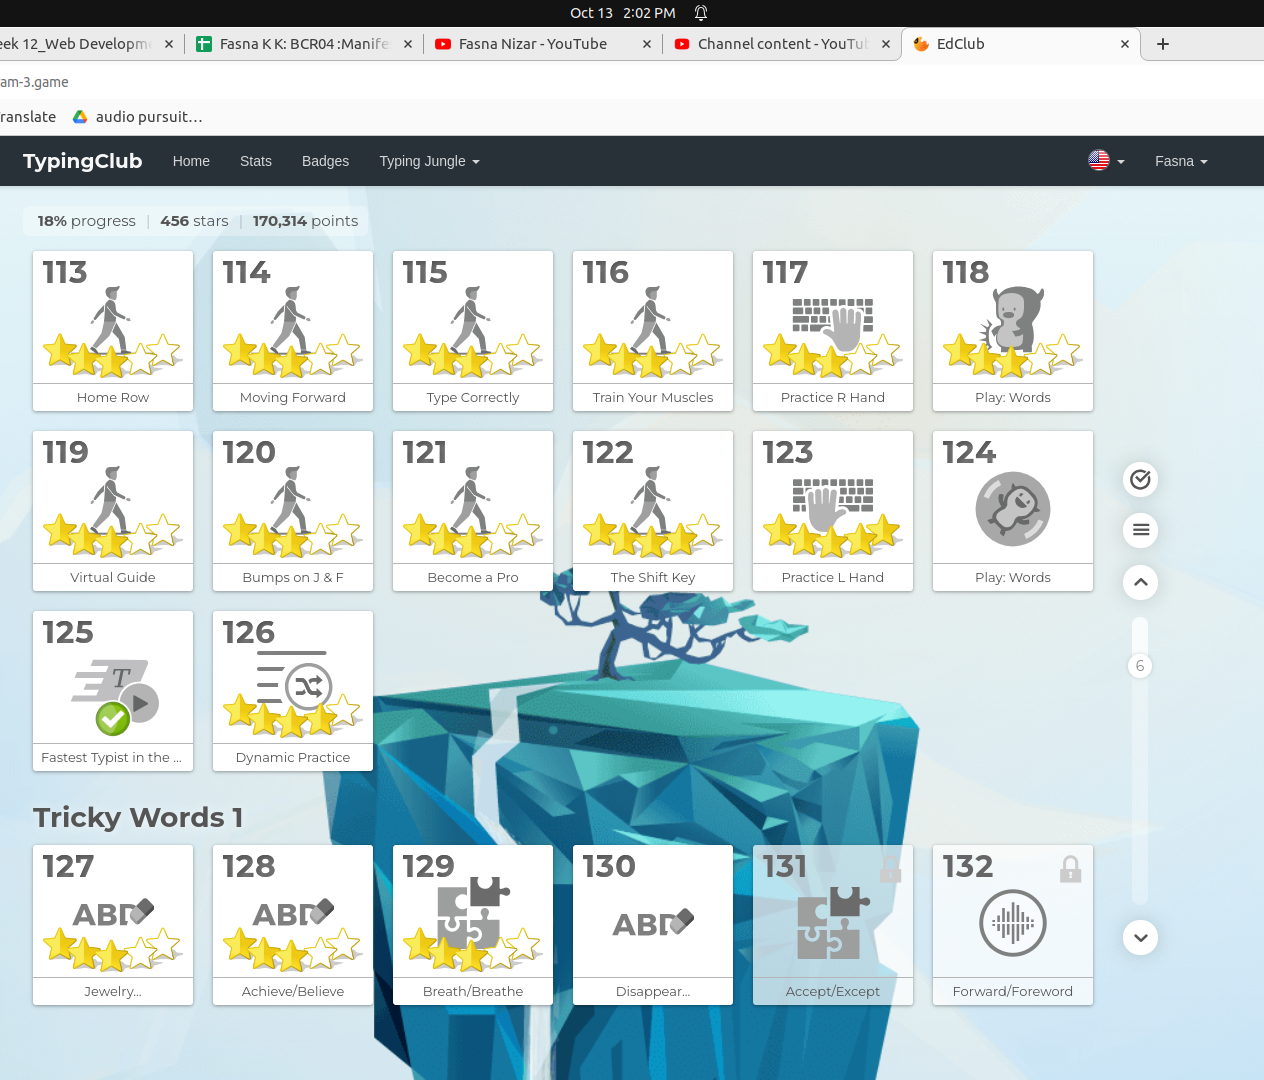 Oct 13 2:02 PM
eek 12_Web Developm
Fasna K K: BCR04 :Manife
Fasna Nizar - YouTube
Channel content - YouTu
EdClub
am-3.game
ranslate audio pursuit…
TypingClub Home Stats Badges Typing Jungle Fasna
18% progress | 456 stars | 170,314 points
113 114 115 116 117 118
Home Row Moving Forward Type Correctly Train Your Muscles Practice R Hand Play: Words
119 120 121 122 123 124
Virtual Guide Bumps on J & F Become a Pro The Shift Key Practice L Hand Play: Words
125 126
T
6
Fastest Typist in the ... Dynamic Practice
Tricky Words 1
127 128 129 130 131 132
ABD ABD ABD
Jewelry... Achieve/Believe Breath/Breathe Disappear... Accept/Except Forward/Foreword